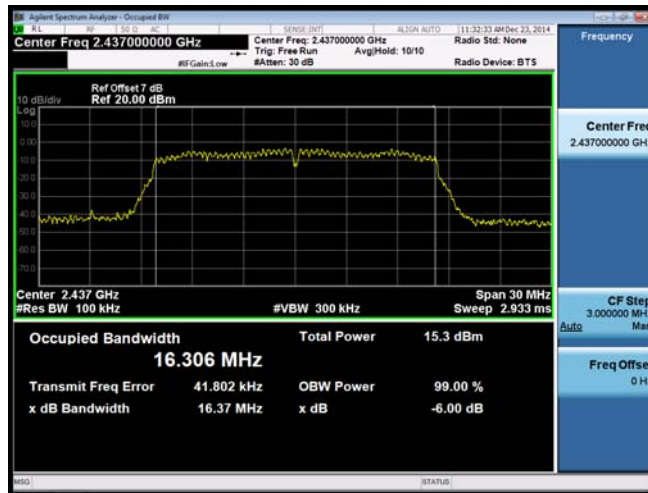 Agilent Spectrum Analyzer - Occupied BW
RL RF 50 Ω AC SENSE:INT ALIGN AUTO 11:32:33 AM Dec 23, 2014
Center Freq 2.437000000 GHz
Center Freq: 2.437000000 GHz
Radio Std: None
Trig: Free Run Avg|Hold: 10/10
#IFGain:Low #Atten: 30 dB Radio Device: BTS
Frequency
Ref Offset 7 dB
10 dB/div Ref 20.00 dBm
Log
10.0
0.00
10.0
20.0
30.0
40.0
50.0
60.0
70.0
Center 2.437 GHz Span 30 MHz
#Res BW 100 kHz #VBW 300 kHz Sweep 2.933 ms
Occupied Bandwidth Total Power 15.3 dBm
16.306 MHz
Transmit Freq Error 41.802 kHz OBW Power 99.00 %
x dB Bandwidth 16.37 MHz x dB -6.00 dB
Center Fre
2.437000000 GH
CF Step
3.000000 MH
Auto Ma
Freq Offse
0 H
MSG STATUS